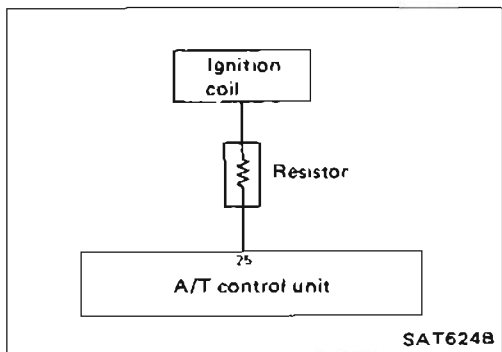 Ignition
coil
Resistor
25
A/T control unit
SAT624B